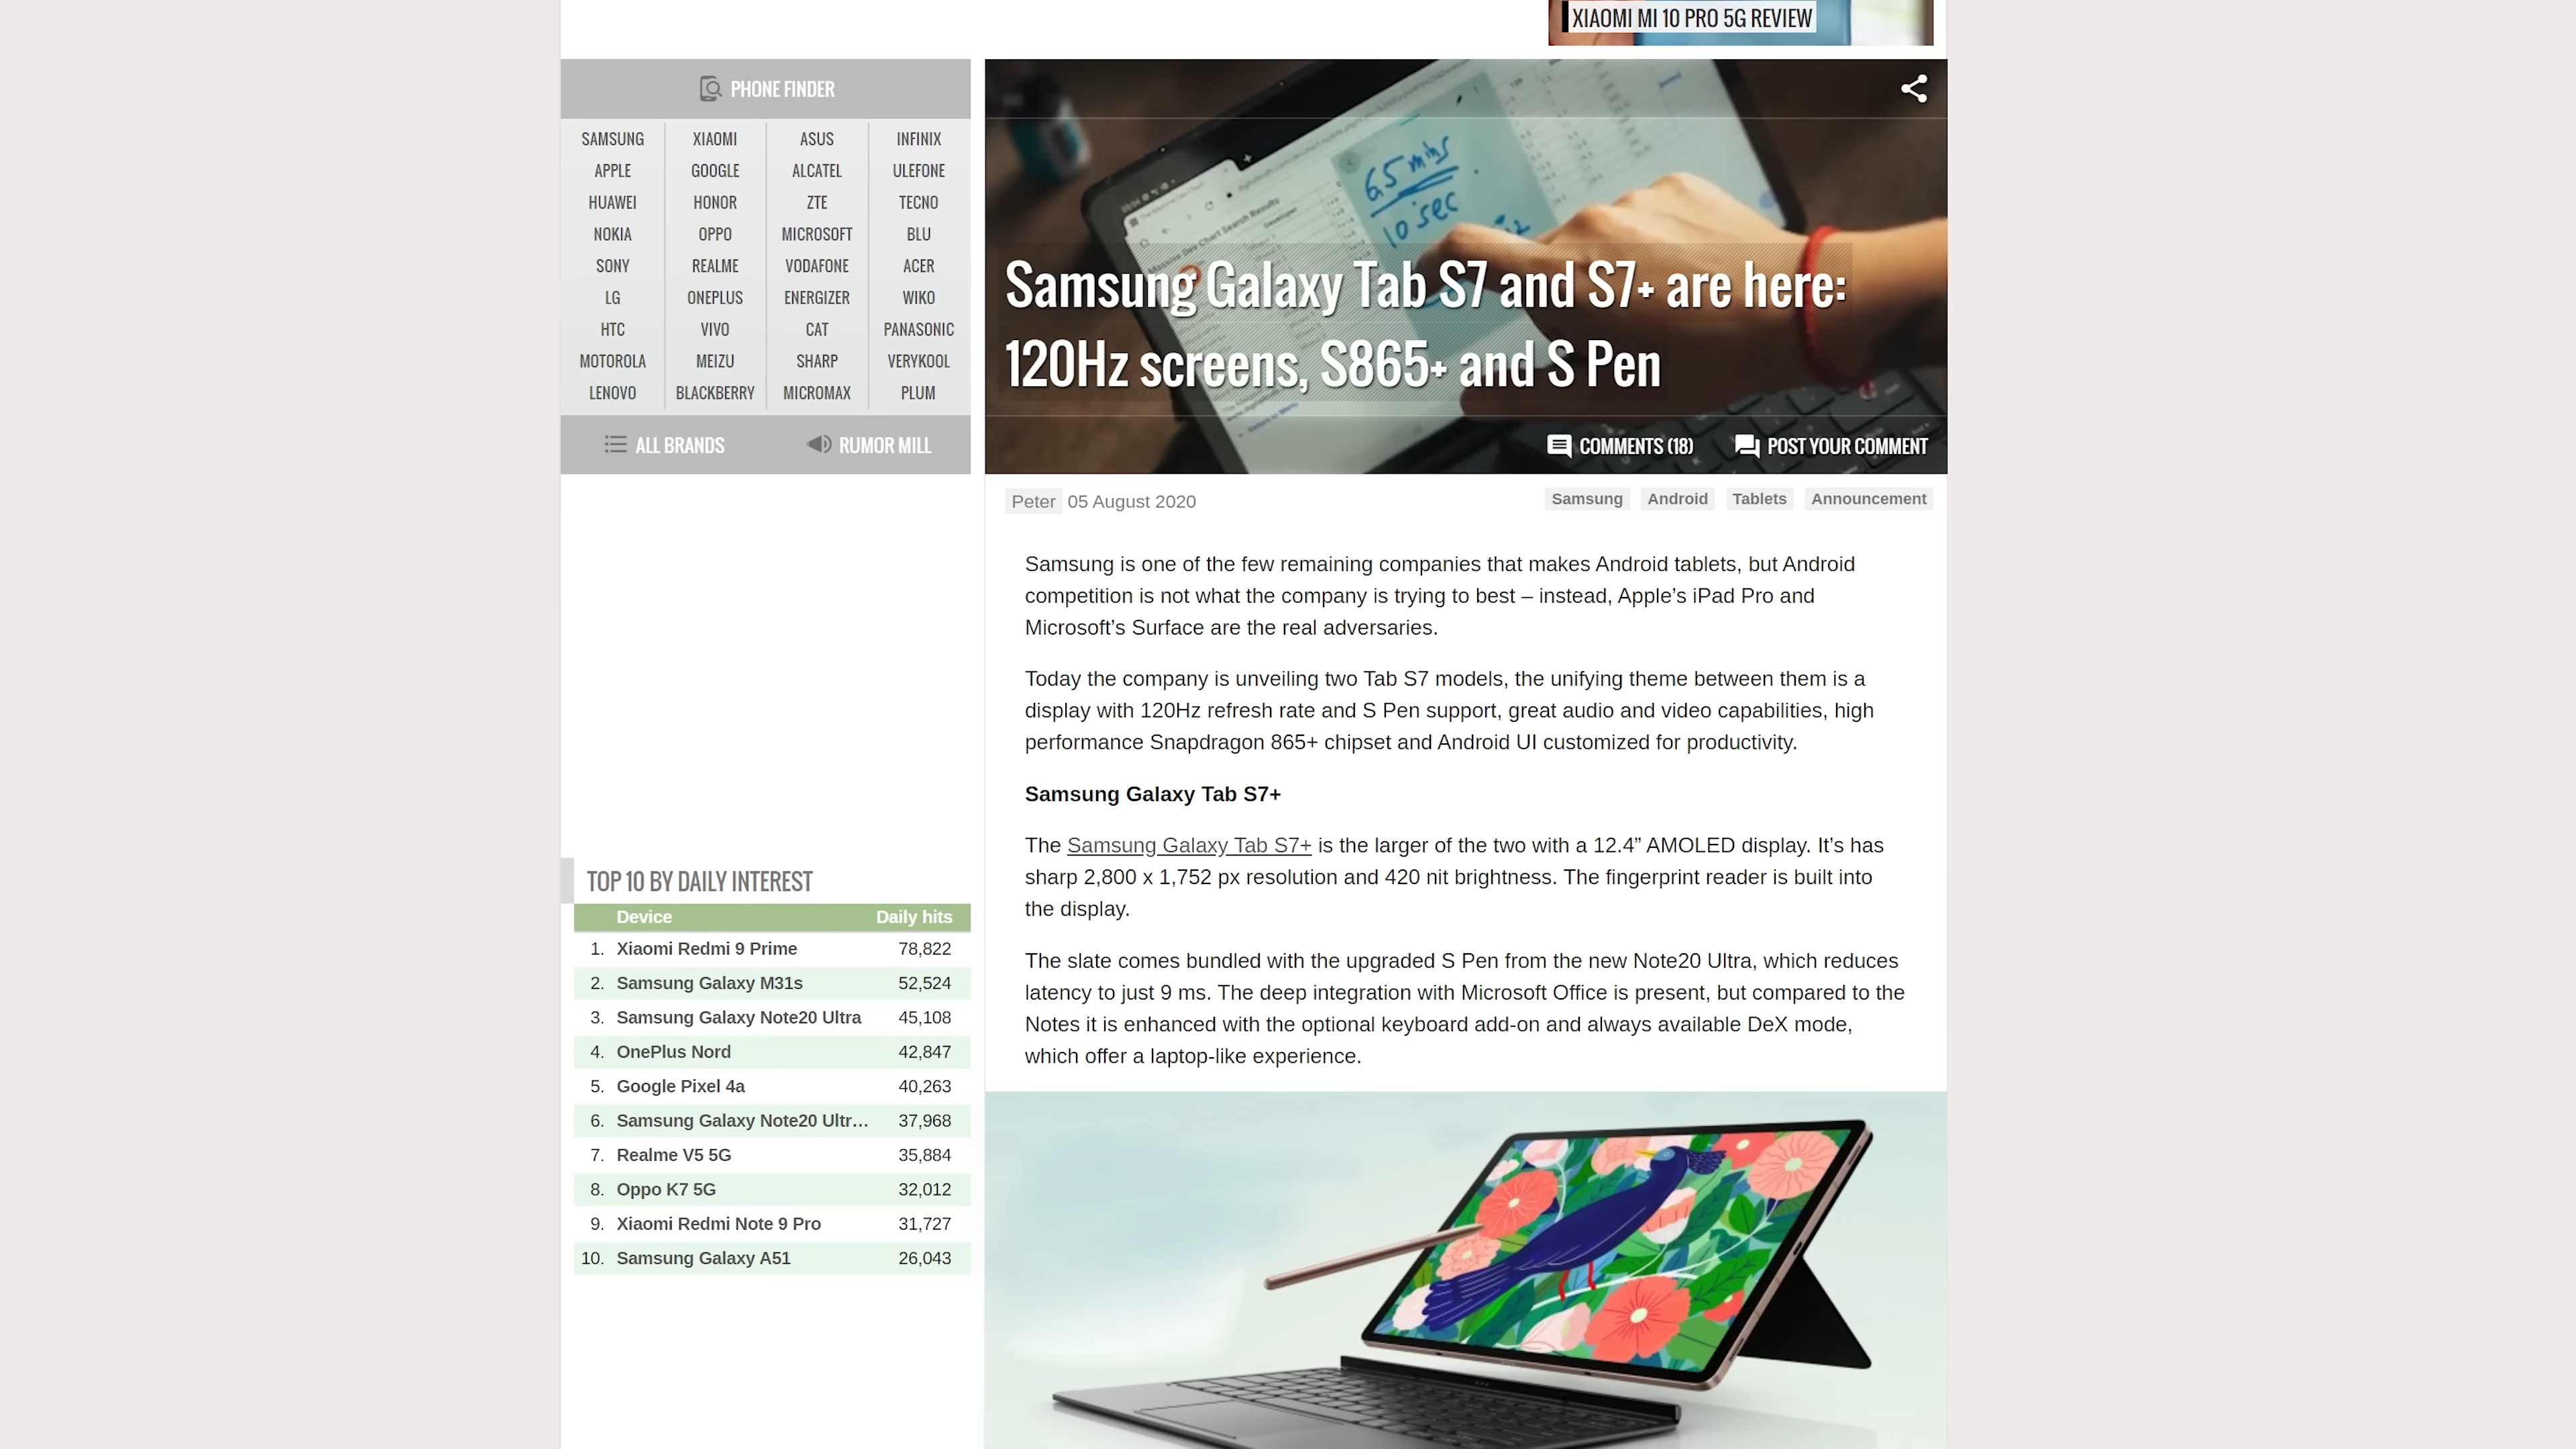 XIAOMI MI 10 PRO 5G REVIEW
PHONE FINDER
SAMSUNG XIAOMI ASUS INFINIX
APPLE GOOGLE ALCATEL ULEFONE
HUAWEI HONOR ZTE TECNO
NOKIA OPPO MICROSOFT BLU
SONY REALME VODAFONE ACER
LG ONEPLUS ENERGIZER WIKO
HTC VIVO CAT PANASONIC
MOTOROLA MEIZU SHARP VERYKOOL
LENOVO BLACKBERRY MICROMAX PLUM
ALL BRANDS RUMOR MILL
65 mins
10 sec
Samsung Galaxy Tab S7 and S7+ are here:
120Hz screens, S865+ and S Pen
COMMENTS (18) POST YOUR COMMENT
Peter 05 August 2020
Samsung Android Tablets Announcement
Samsung is one of the few remaining companies that makes Android tablets, but Android
competition is not what the company is trying to best – instead, Apple’s iPad Pro and
Microsoft’s Surface are the real adversaries.
Today the company is unveiling two Tab S7 models, the unifying theme between them is a
display with 120Hz refresh rate and S Pen support, great audio and video capabilities, high
performance Snapdragon 865+ chipset and Android UI customized for productivity.
Samsung Galaxy Tab S7+
The Samsung Galaxy Tab S7+ is the larger of the two with a 12.4” AMOLED display. It’s has
sharp 2,800 x 1,752 px resolution and 420 nit brightness. The fingerprint reader is built into
the display.
The slate comes bundled with the upgraded S Pen from the new Note20 Ultra, which reduces
latency to just 9 ms. The deep integration with Microsoft Office is present, but compared to the
Notes it is enhanced with the optional keyboard add-on and always available DeX mode,
which offer a laptop-like experience.
TOP 10 BY DAILY INTEREST
Device Daily hits
1. Xiaomi Redmi 9 Prime 78,822
2. Samsung Galaxy M31s 52,524
3. Samsung Galaxy Note20 Ultra 45,108
4. OnePlus Nord 42,847
5. Google Pixel 4a 40,263
6. Samsung Galaxy Note20 Ultr… 37,968
7. Realme V5 5G 35,884
8. Oppo K7 5G 32,012
9. Xiaomi Redmi Note 9 Pro 31,727
10. Samsung Galaxy A51 26,043